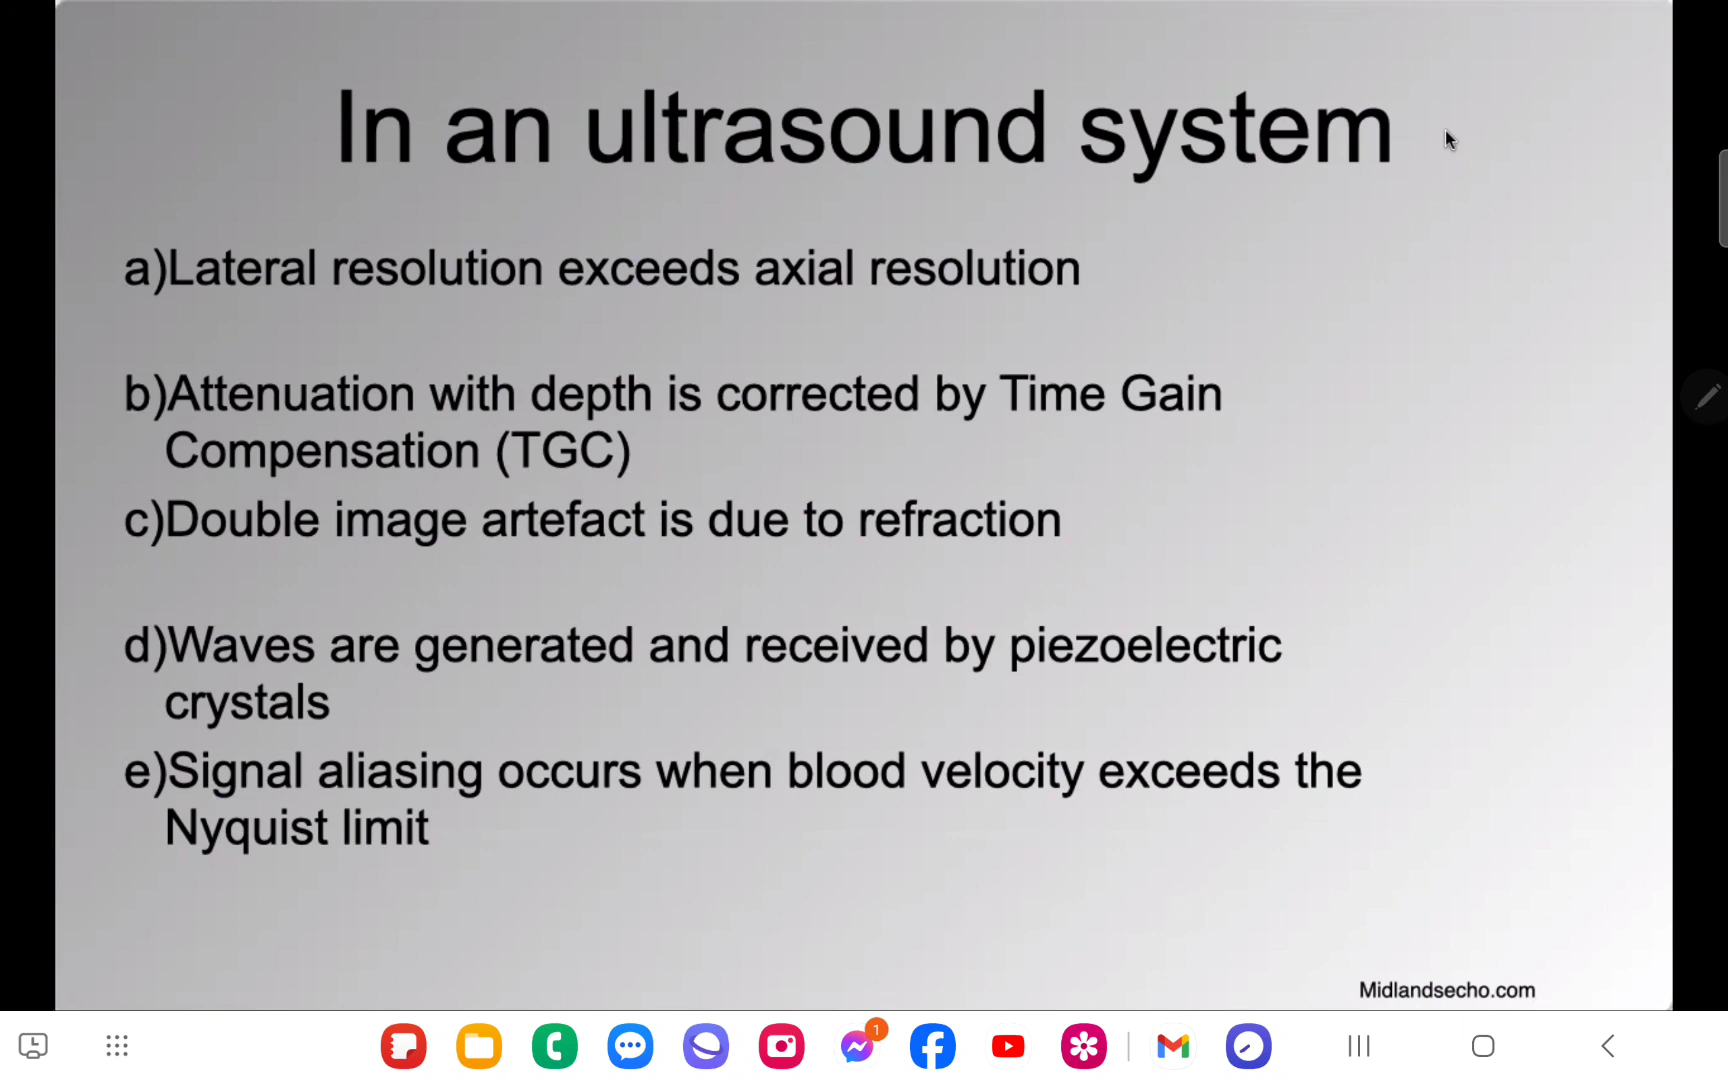 In an ultrasound system
a)Lateral resolution exceeds axial resolution
b)Attenuation with depth is corrected by Time Gain
Compensation (TGC)
c)Double image artefact is due to refraction
d)Waves are generated and received by piezoelectric
crystals
e)Signal aliasing occurs when blood velocity exceeds the
Nyquist limit
Midlandsecho.com
1